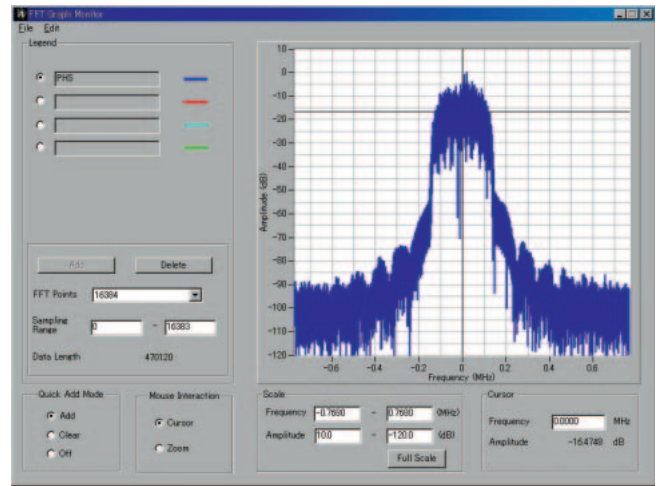 FFT Graph Monitor
File Edit
Legend
PHS
Add Delete
FFT Points 16384
Sampling Range 0 - 16383
Data Length 470120
Quick Add Mode
Add
Clear
Off
Mouse Interaction
Cursor
Zoom
10
0
-10
-20
-30
-40
-50
-60
-70
-80
-90
-100
-110
-120
Amplitude (dB)
-0.6 -0.4 -0.2 0 0.2 0.4 0.6
Frequency (MHz)
Scale
Frequency -0.7680 - 0.7680 (MHz)
Amplitude 10.0 - -120.0 (dB)
Full Scale
Cursor
Frequency 0.0000 MHz
Amplitude -16.4748 dB